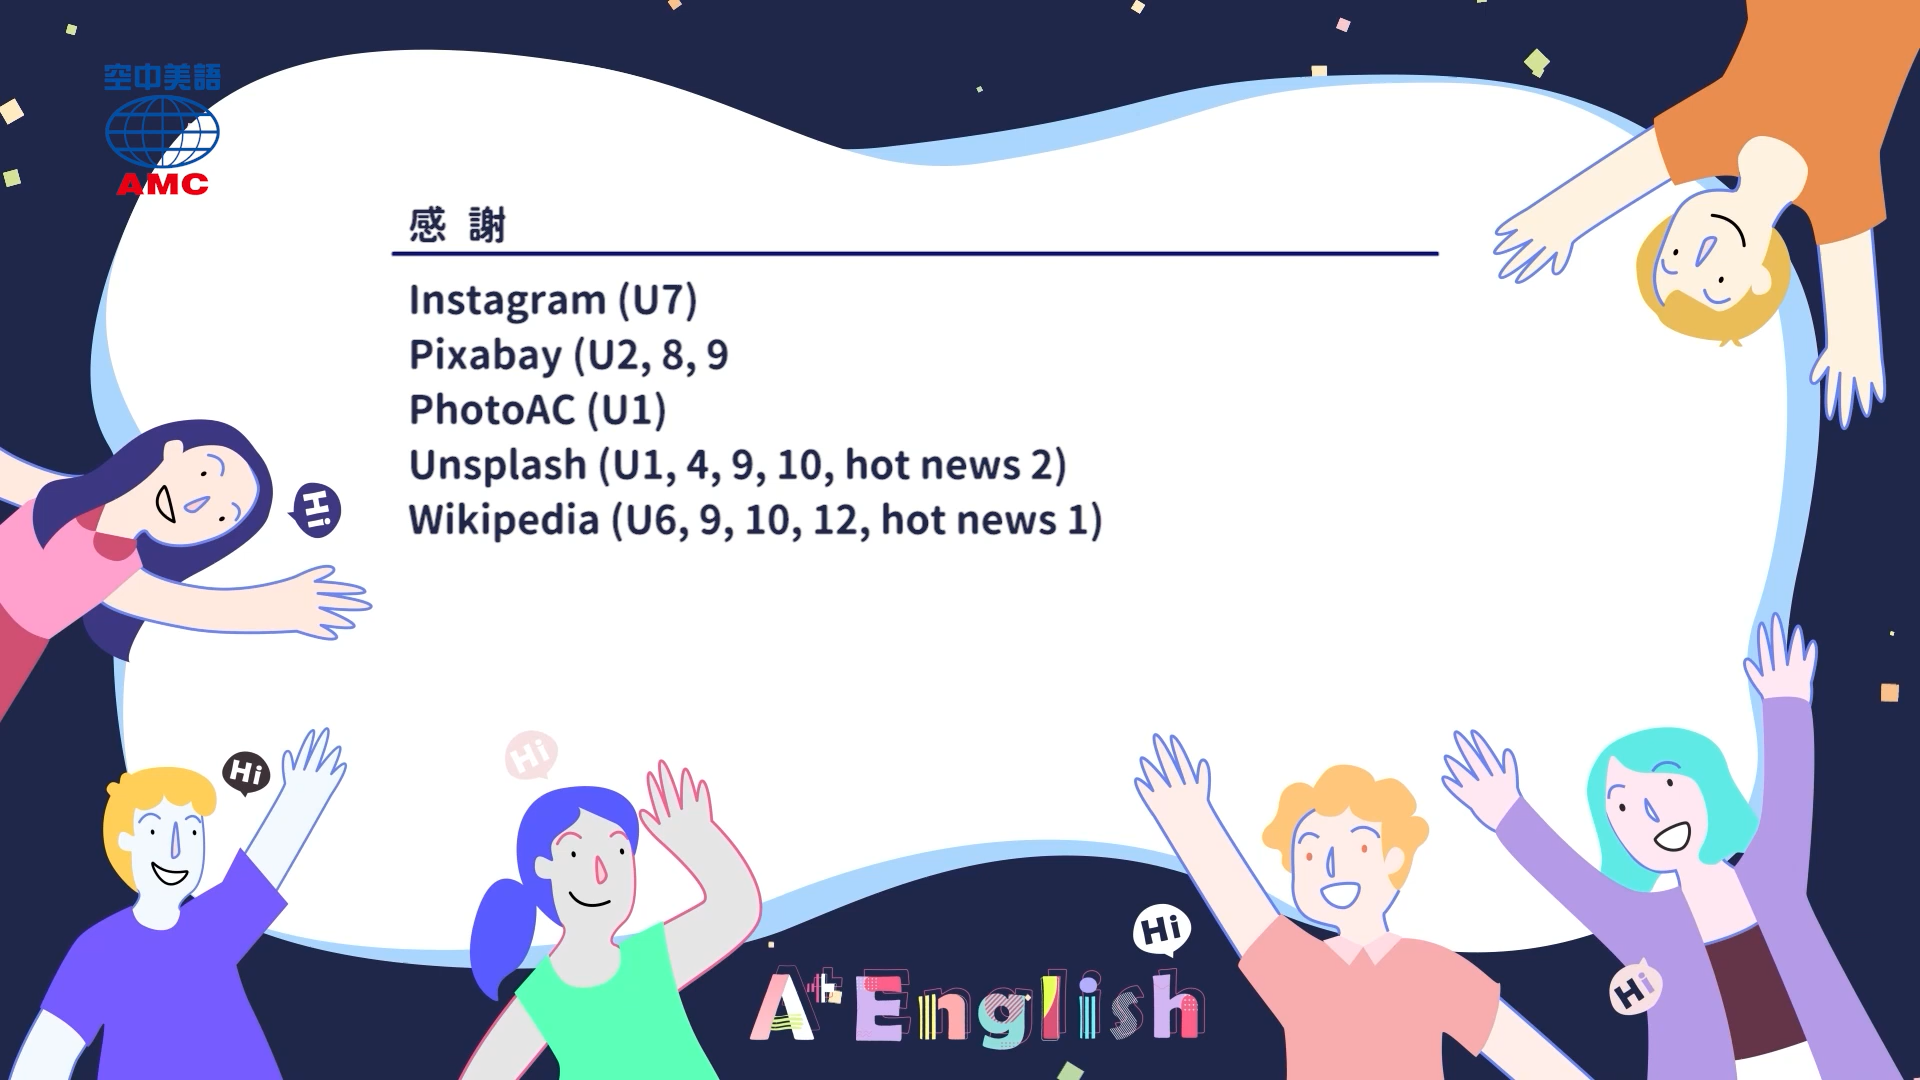 空中美語
AMC
感 謝
Instagram (U7)
Pixabay (U2, 8, 9
PhotoAC (U1)
Unsplash (U1, 4, 9, 10, hot news 2)
Wikipedia (U6, 9, 10, 12, hot news 1)
Hi
Hi
Hi
Hi
Hi
A+ English